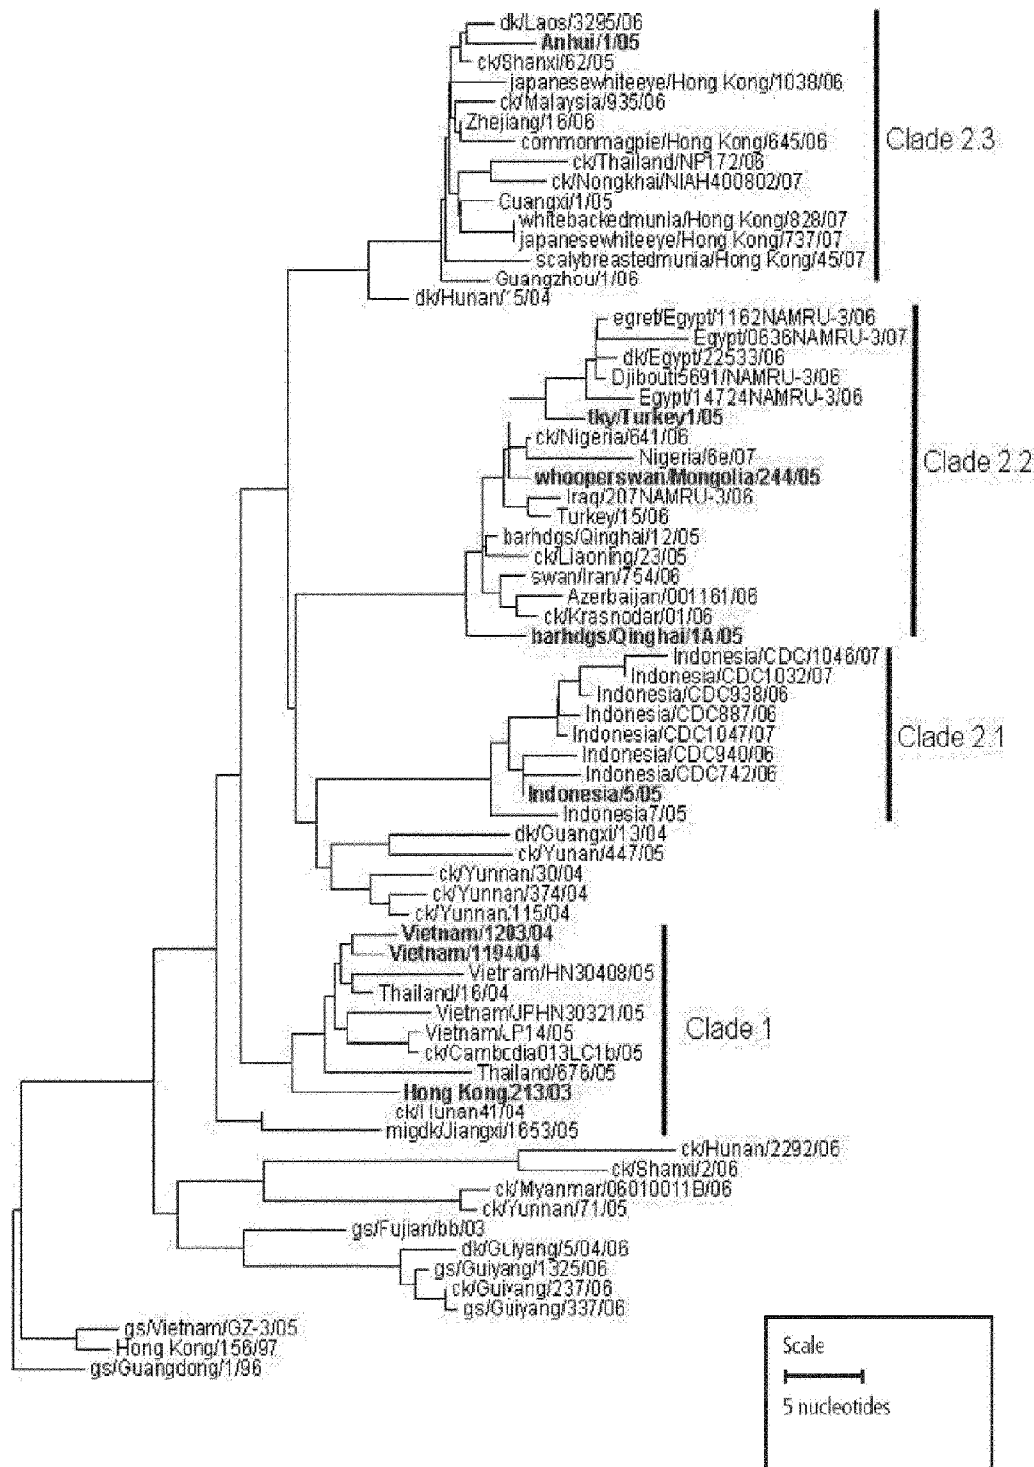 dk/Laos/3295/06
Anhui/1/05
ck/Shanxi/62/05
japanesewhiteeye/Hong Kong/1038/06
ck/Malaysia/935/06
Zhejiang/16/06
commonmagpie/Hong Kong/645/06
ck/Thailand/NP172/06
ck/Nongkhai/NIAH400802/07
Guangxi/1/05
whitebackedmunia/Hong Kong/828/07
japanesewhiteeye/Hong Kong/737/07
scalybreastedmunia/Hong Kong/45/07
Guangzhou/1/06
dk/Hunan/15/04
Clade 2.3
egret/Egypt/1162NAMRU-3/06
Egypt/0636NAMRU-3/07
dk/Egypt/22533/06
Djibouti5691/NAMRU-3/06
Egypt/14724NAMRU-3/06
tky/Turkey1/05
ck/Nigeria/641/06
Nigeria/6e/07
whooperswan/Mongolia/244/05
Iraq/207NAMRU-3/06
Turkey/15/06
barhdgs/Qinghai/12/05
ck/Liaoning/23/05
swan/Iran/754/06
Azerbaijan/001161/06
ck/Krasnodar/01/06
barhdgs/Qinghai/1A/05
Clade 2.2
Indonesia/CDC/1046/07
Indonesia/CDC1032/07
Indonesia/CDC938/06
Indonesia/CDC887/06
Indonesia/CDC1047/07
Indonesia/CDC940/06
Indonesia/CDC742/06
Indonesia/5/05
Indonesia7/05
Clade 2.1
dk/Guangxi/13/04
ck/Yunan/447/05
ck/Yunnan/30/04
ck/Yunnan/374/04
ck/Yunnan/115/04
Vietnam/1203/04
Vietnam/1194/04
Vietnam/HN30408/05
Thailand/16/04
Vietnam/JPHN30321/05
Vietnam/JP14/05
ck/Cambodia013LC1b/05
Thailand/676/05
Hong Kong/213/03
ck/Hunan41/04
migdk/Jiangxi/1653/05
Clade 1
ck/Hunan/2292/06
ck/Shanxi/2/06
ck/Myanmar/06010011B/06
ck/Yunnan/71/05
gs/Fujian/bb/03
dk/Guiyang/5/04/06
gs/Guiyang/1325/06
ck/Guiyang/237/06
gs/Guiyang/337/06
gs/Vietnam/GZ-3/05
Hong Kong/156/97
gs/Guangdong/1/96
Scale
5 nucleotides